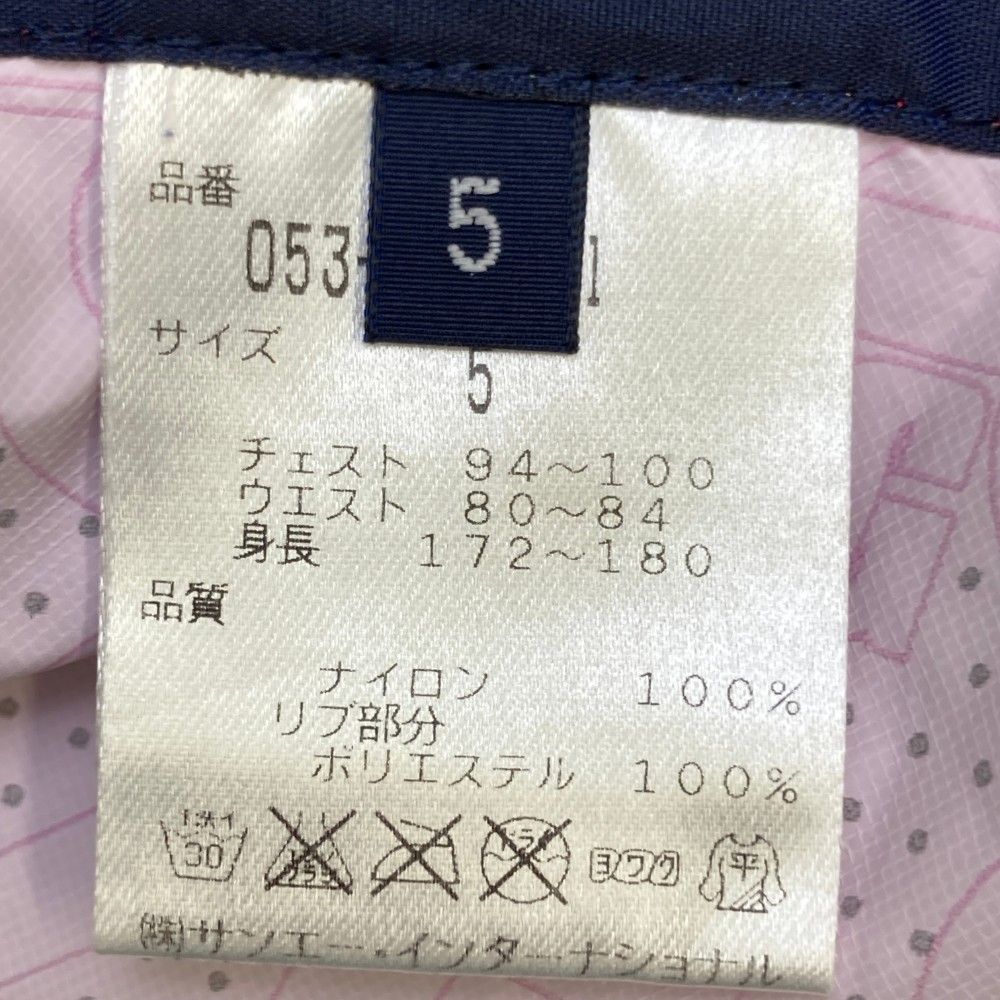 品番
5
053- 1
サイズ
5
チェスト 94～100
ウエスト 80～84
身長 172～180
品質
ナイロン 100%
リブ部分
ポリエステル 100%
30 ヨワク 平
㈱サンエー・インターナショナル